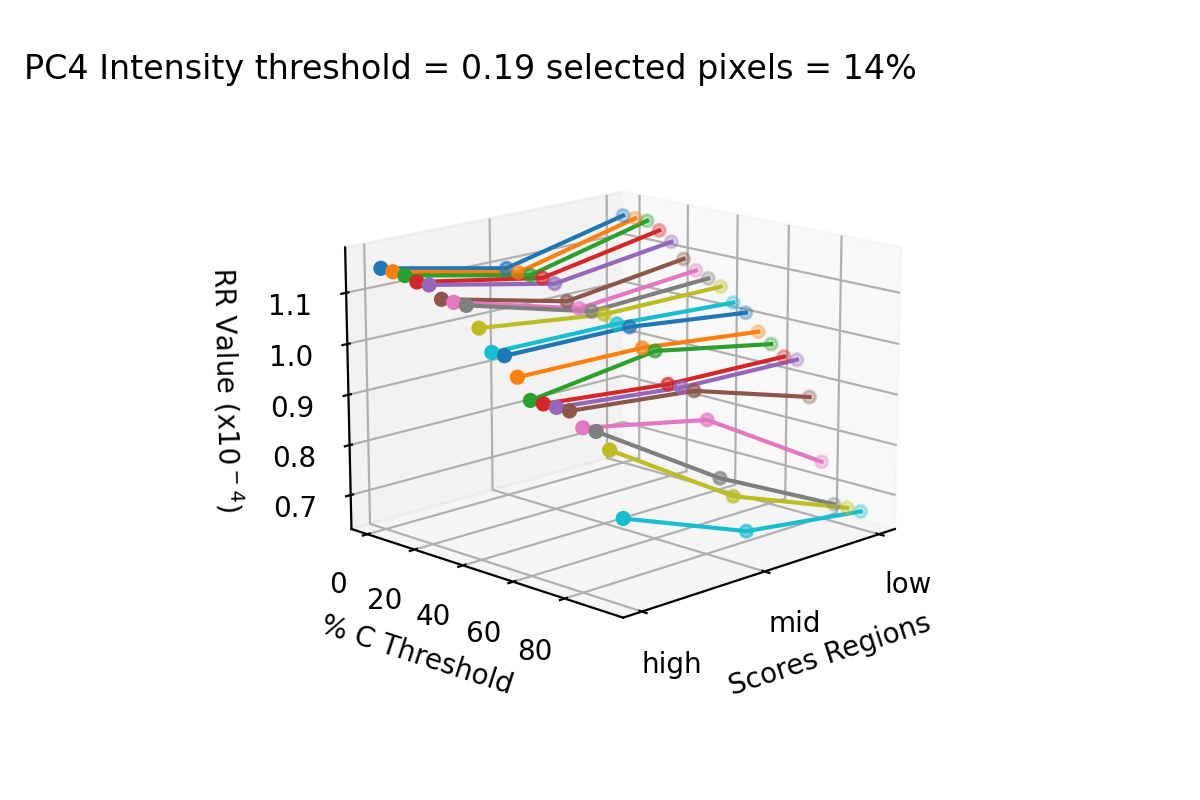 PC4 Intensity threshold = 0.19 selected pixels = 14%
RR Value (x10⁻⁴)
1.1
1.0
0.9
0.8
0.7
0
20
40
60
80
% C Threshold
high
mid
low
Scores Regions